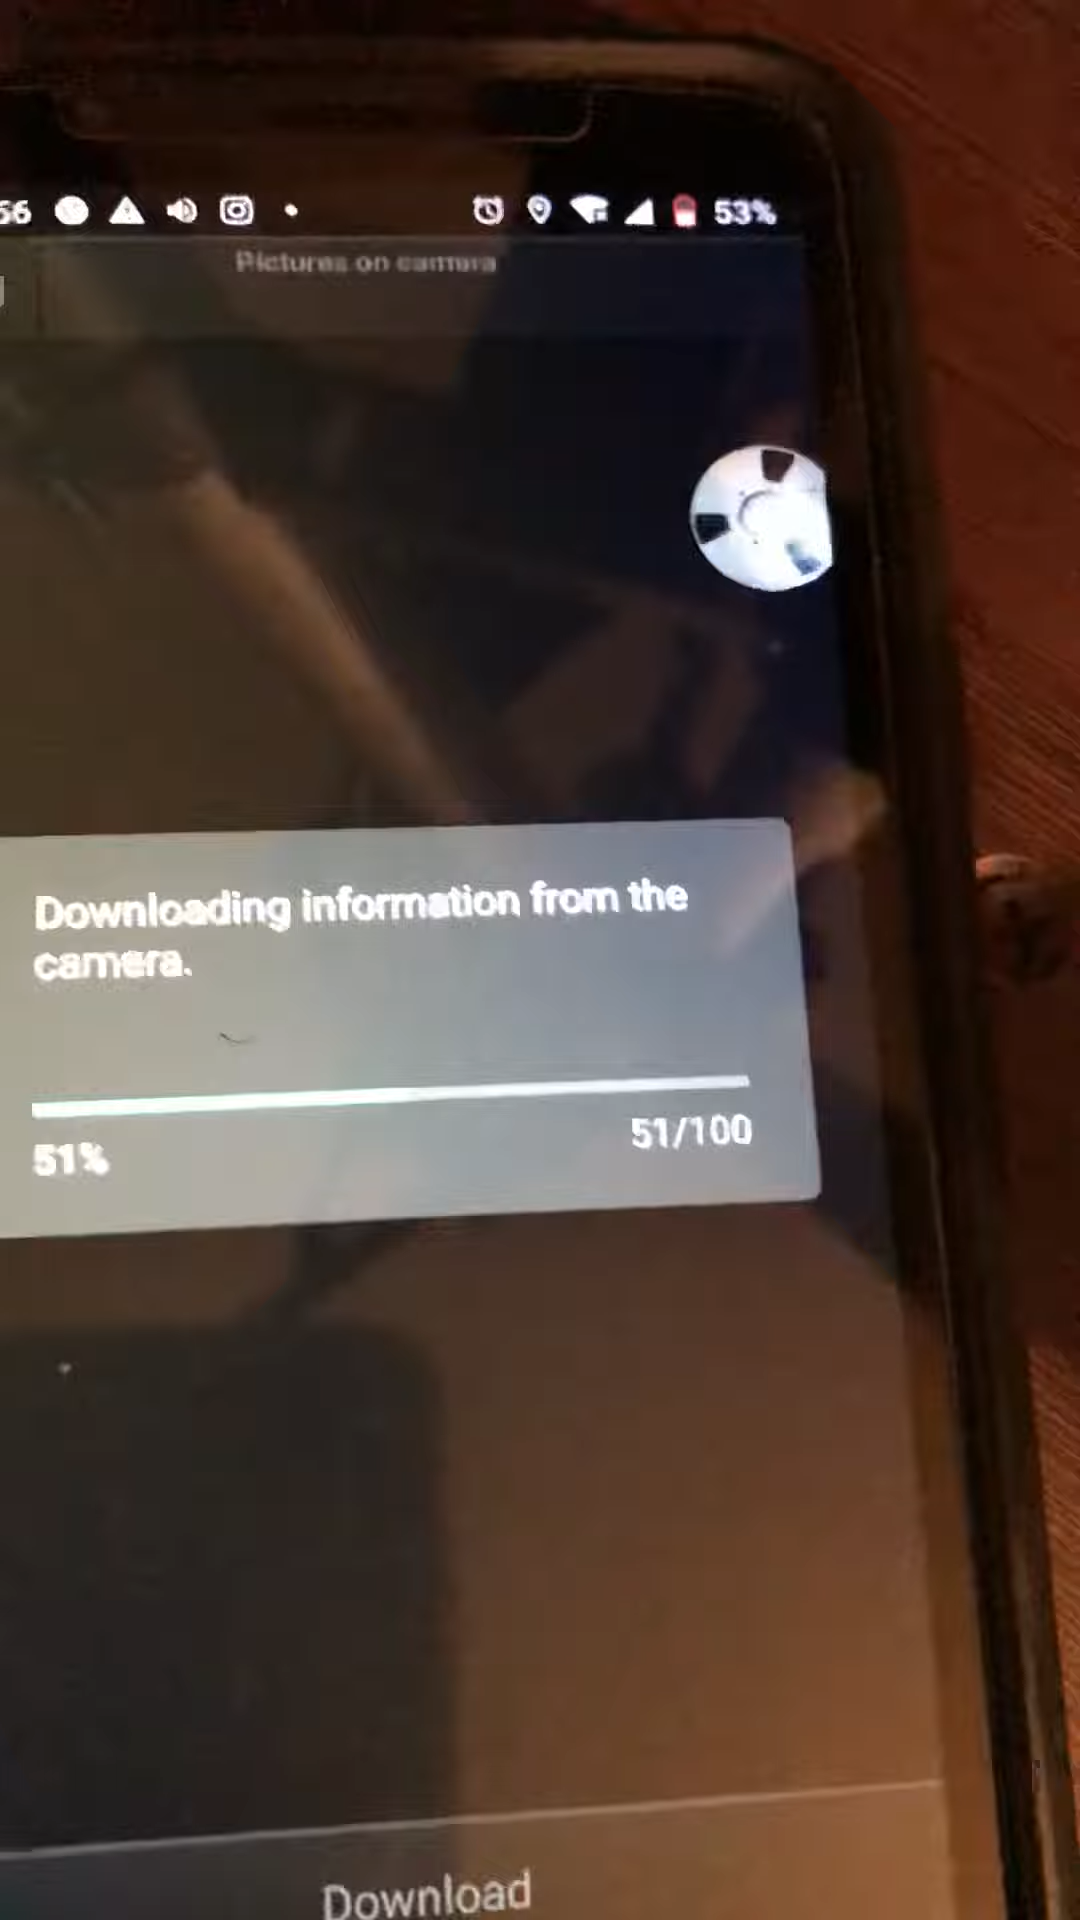 56 53%
Pictures on camera
Downloading information from the
camera.
51% 51/100
Download